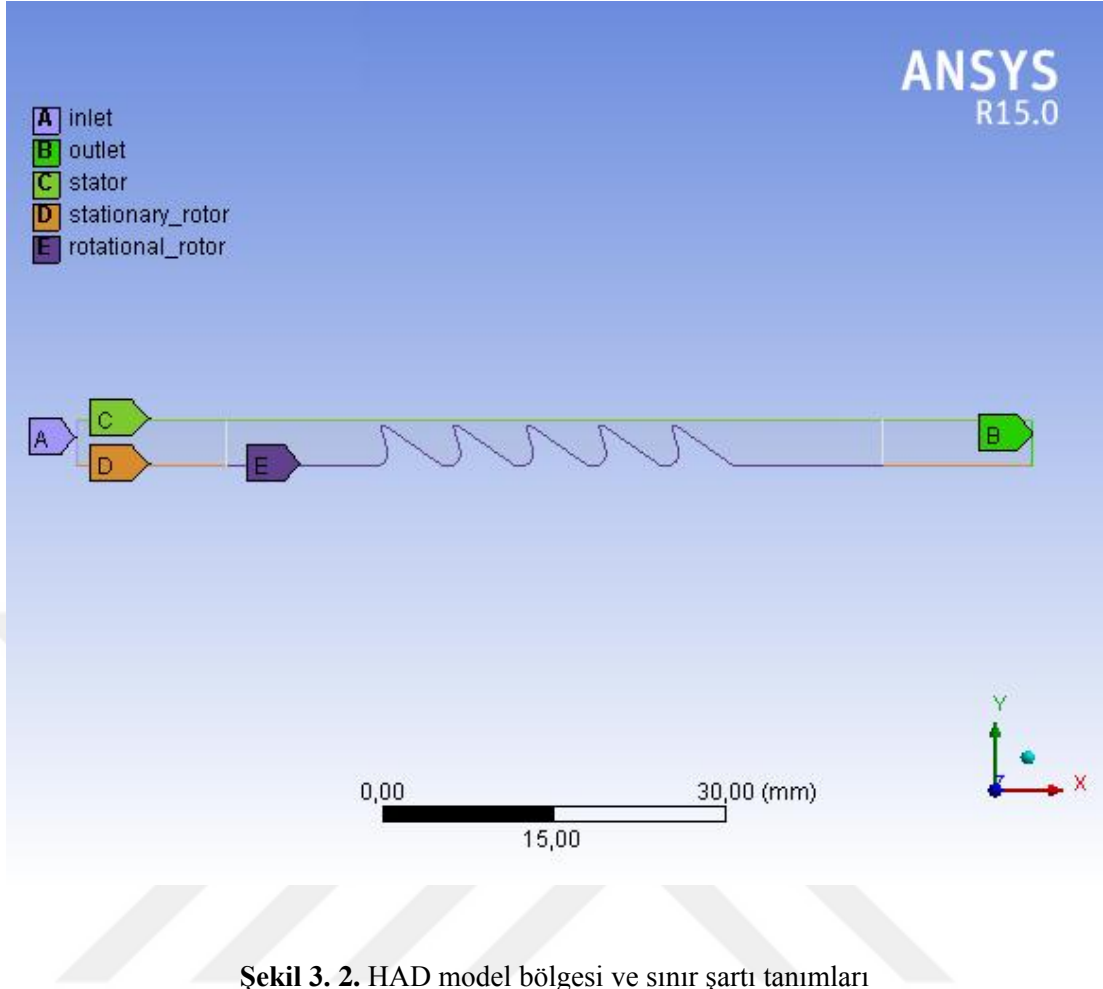 ANSYS
R15.0
A inlet
B outlet
C stator
D stationary_rotor
E rotational_rotor
A
C
D
E
B
Y
Z
X
0,00
30,00 (mm)
15,00
Şekil 3. 2. HAD model bölgesi ve sınır şartı tanımları